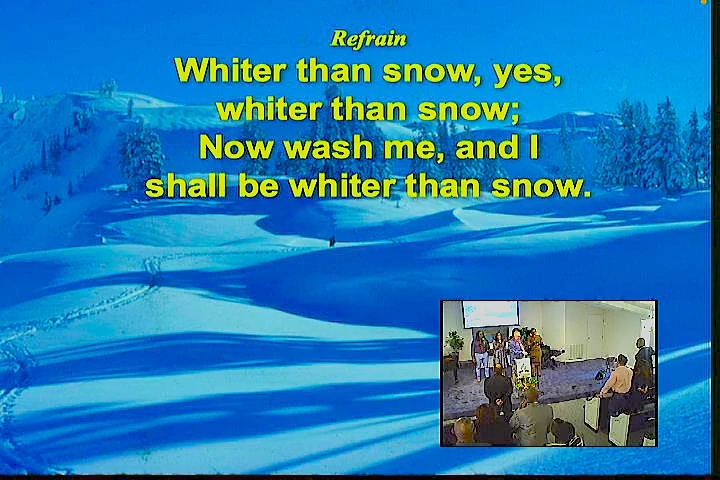 Refrain
Whiter than snow, yes,
whiter than snow;
Now wash me, and I
shall be whiter than snow.